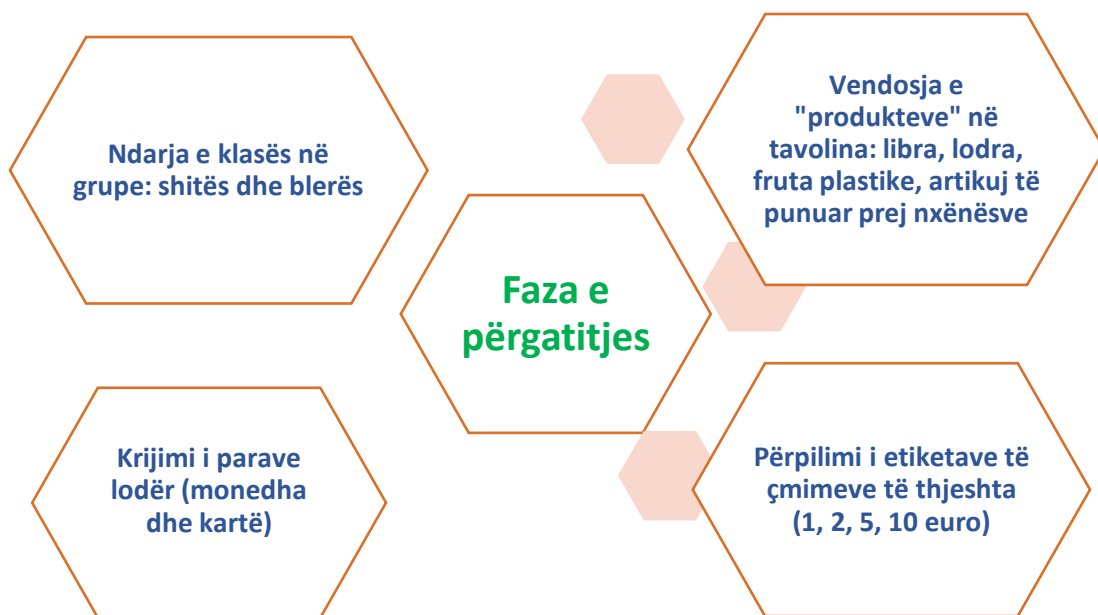 Ndarja e klasës në
grupe: shitës dhe blerës
Vendosja e
"produkteve" në
tavolina: libra, lodra,
fruta plastike, artikuj të
punuar prej nxënësve
Faza e
përgatitjes
Krijimi i parave
lodër (monedha
dhe kartë)
Përpilimi i etiketave të
çmimeve të thjeshta
(1, 2, 5, 10 euro)